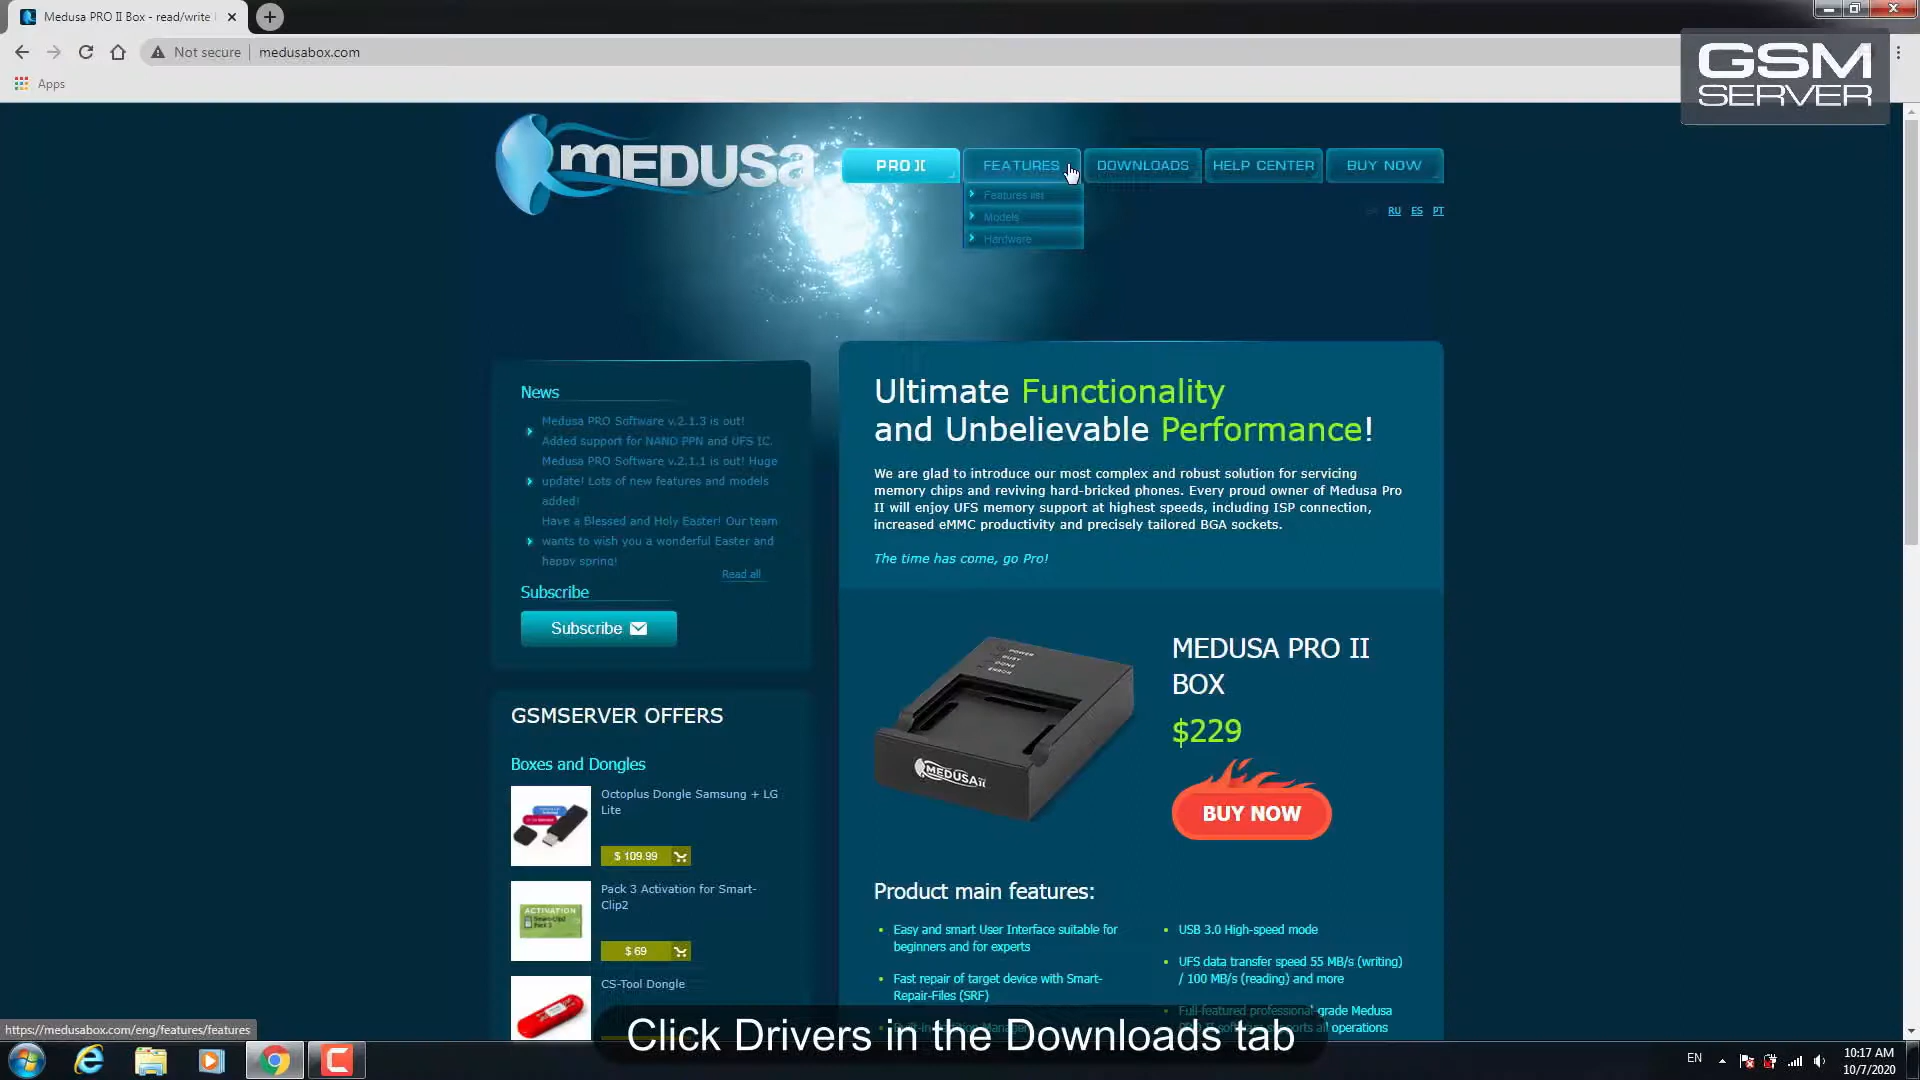 Medusa PRO II Box - read/write
Not secure
medusabox.com
Apps
GSM
SERVER
MEDUSA
PRO II
FEATURES
DOWNLOADS
HELP CENTER
BUY NOW
Features list
Models
Hardware
RU ES PT
News
Medusa PRO Software v.2.1.3 is out!
Added support for NAND PPN and UFS IC.
Medusa PRO Software v.2.1.1 is out! Huge
update! Lots of new features and models
added!
Have a Blessed and Holy Easter! Our team
wants to wish you a wonderful Easter and
happy spring!
Read all
Subscribe
Subscribe
GSMSERVER OFFERS
Boxes and Dongles
Octoplus Dongle Samsung + LG
Lite
$ 109.99
Pack 3 Activation for Smart-
Clip2
ACTIVATION
$ 69
CS-Tool Dongle
Ultimate Functionality
and Unbelievable Performance!
We are glad to introduce our most complex and robust solution for servicing
memory chips and reviving hard-bricked phones. Every proud owner of Medusa Pro
II will enjoy UFS memory support at highest speeds, including ISP connection,
increased eMMC productivity and precisely tailored BGA sockets.
The time has come, go Pro!
POWER
BUSY
DONE
ERROR
MEDUSA
MEDUSA PRO II
BOX
$229
BUY NOW
Product main features:
Easy and smart User Interface suitable for
beginners and for experts
Fast repair of target device with Smart-
Repair-Files (SRF)
USB 3.0 High-speed mode
UFS data transfer speed 55 MB/s (writing)
/ 100 MB/s (reading) and more
Full-featured professional grade Medusa
all operations
https://medusabox.com/eng/features/features
Click Drivers in the Downloads tab
EN
10:17 AM
10/7/2020